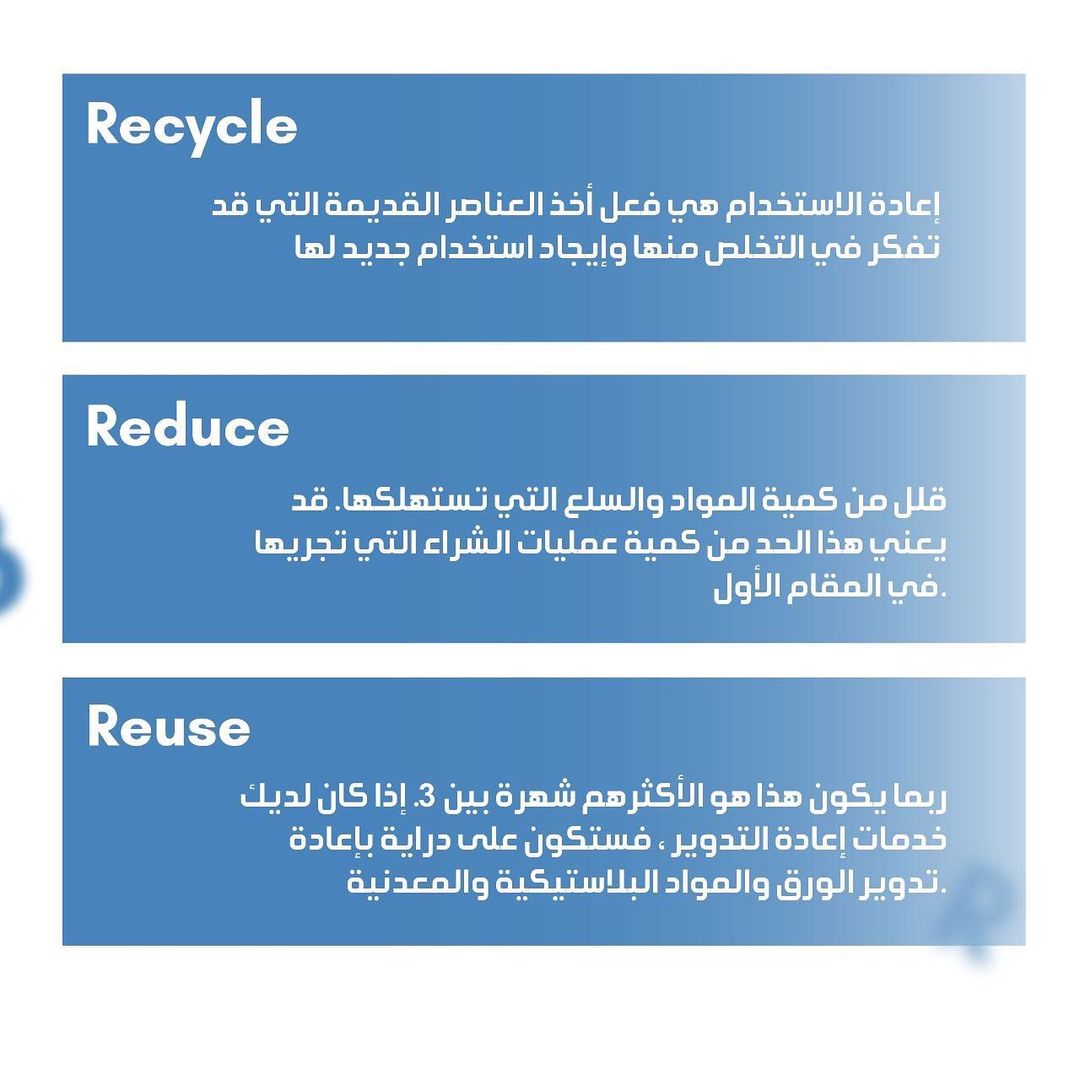 Recycle
إعادة الاستخدام هي فعل أخذ العناصر القديمة التي قد
تفكر في التخلص منها وإيجاد استخدام جديد لها
Reduce
قلل من كمية المواد والسلع التي تستهلكها. قد
يعني هذا الحد من كمية عمليات الشراء التي تجريها
.في المقام الأول
Reuse
ربما يكون هذا هو الأكثرهم شهرة بين 3. إذا كان لديك
خدمات إعادة التدوير ، فستكون على دراية بإعادة
.تدوير الورق والمواد البلاستيكية والمعدنية
R